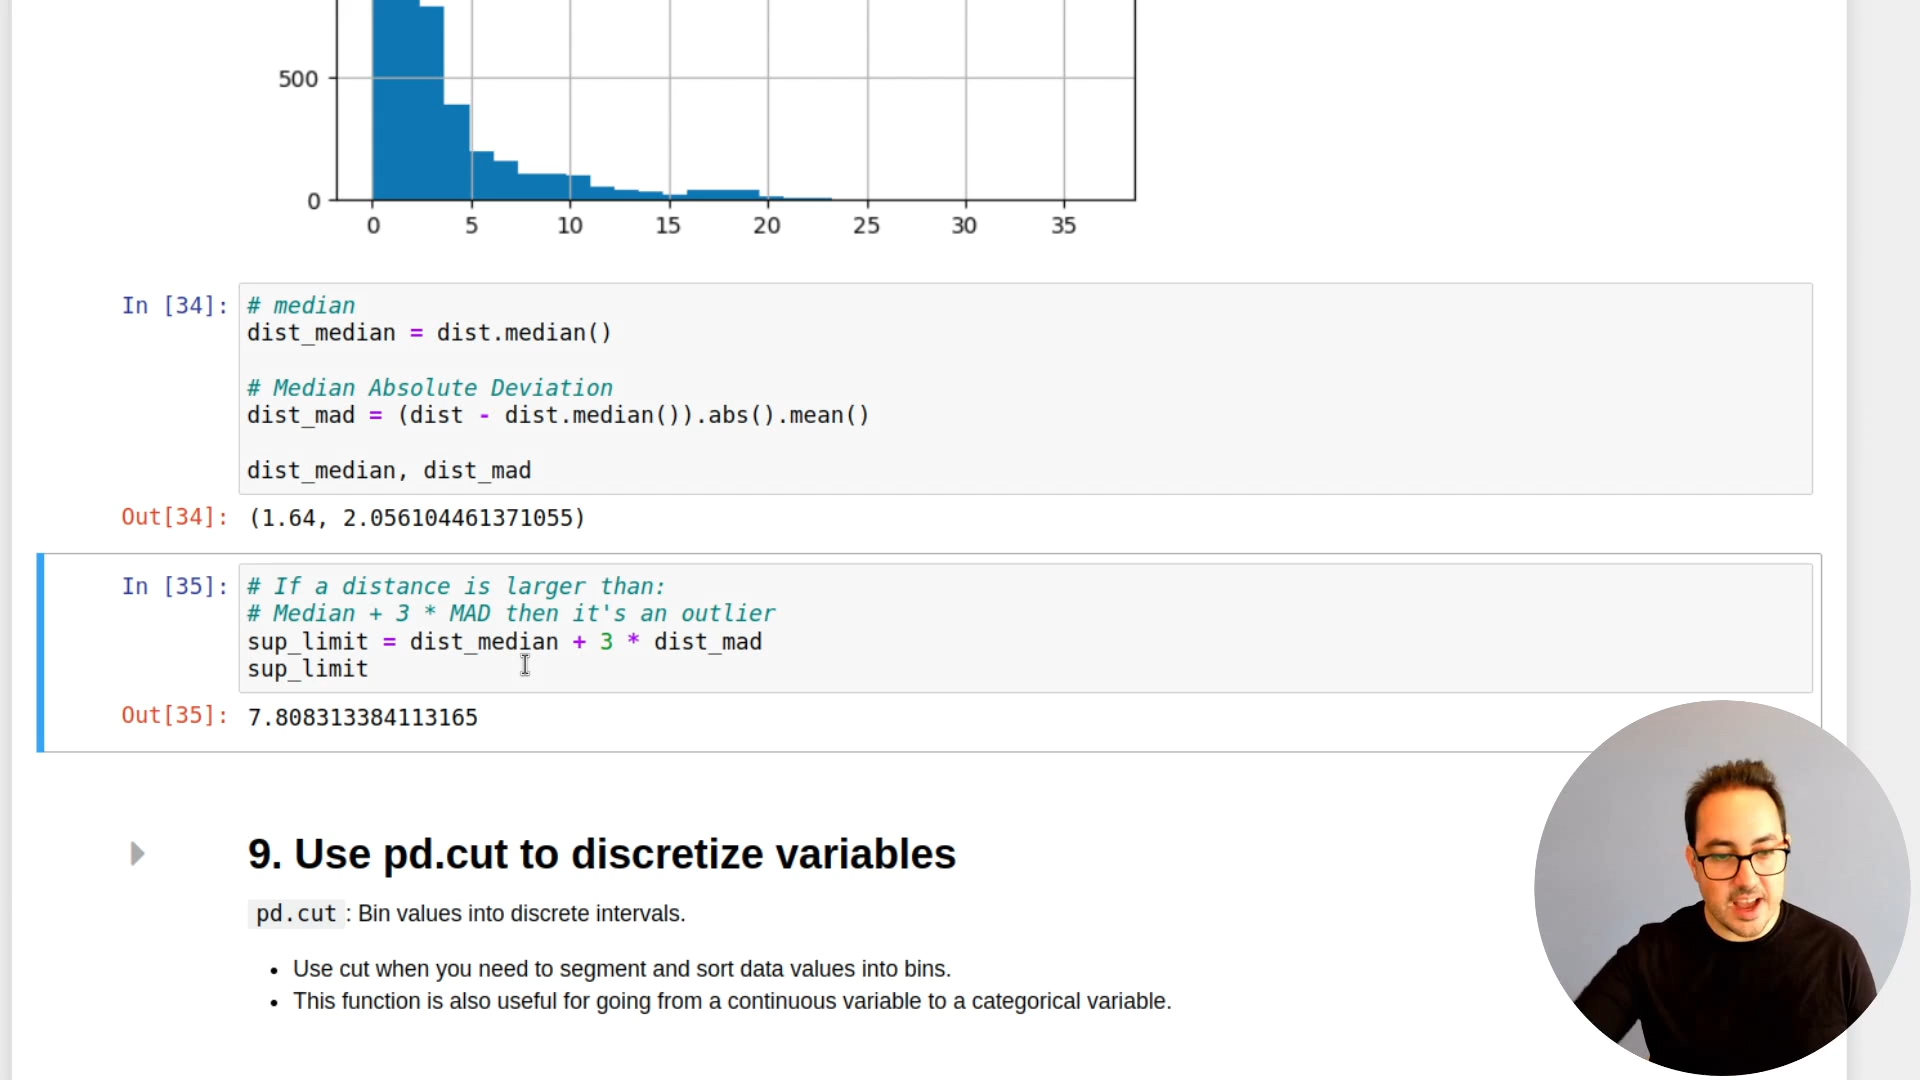 500
0
0 5 10 15 20 25 30 35
In [34]: # median
dist_median = dist.median()
# Median Absolute Deviation
dist_mad = (dist - dist.median()).abs().mean()
dist_median, dist_mad
Out[34]: (1.64, 2.056104461371055)
In [35]: # If a distance is larger than:
# Median + 3 * MAD then it's an outlier
sup_limit = dist_median + 3 * dist_mad
sup_limit
Out[35]: 7.808313384113165
9. Use pd.cut to discretize variables
pd.cut : Bin values into discrete intervals.
• Use cut when you need to segment and sort data values into bins.
• This function is also useful for going from a continuous variable to a categorical variable.